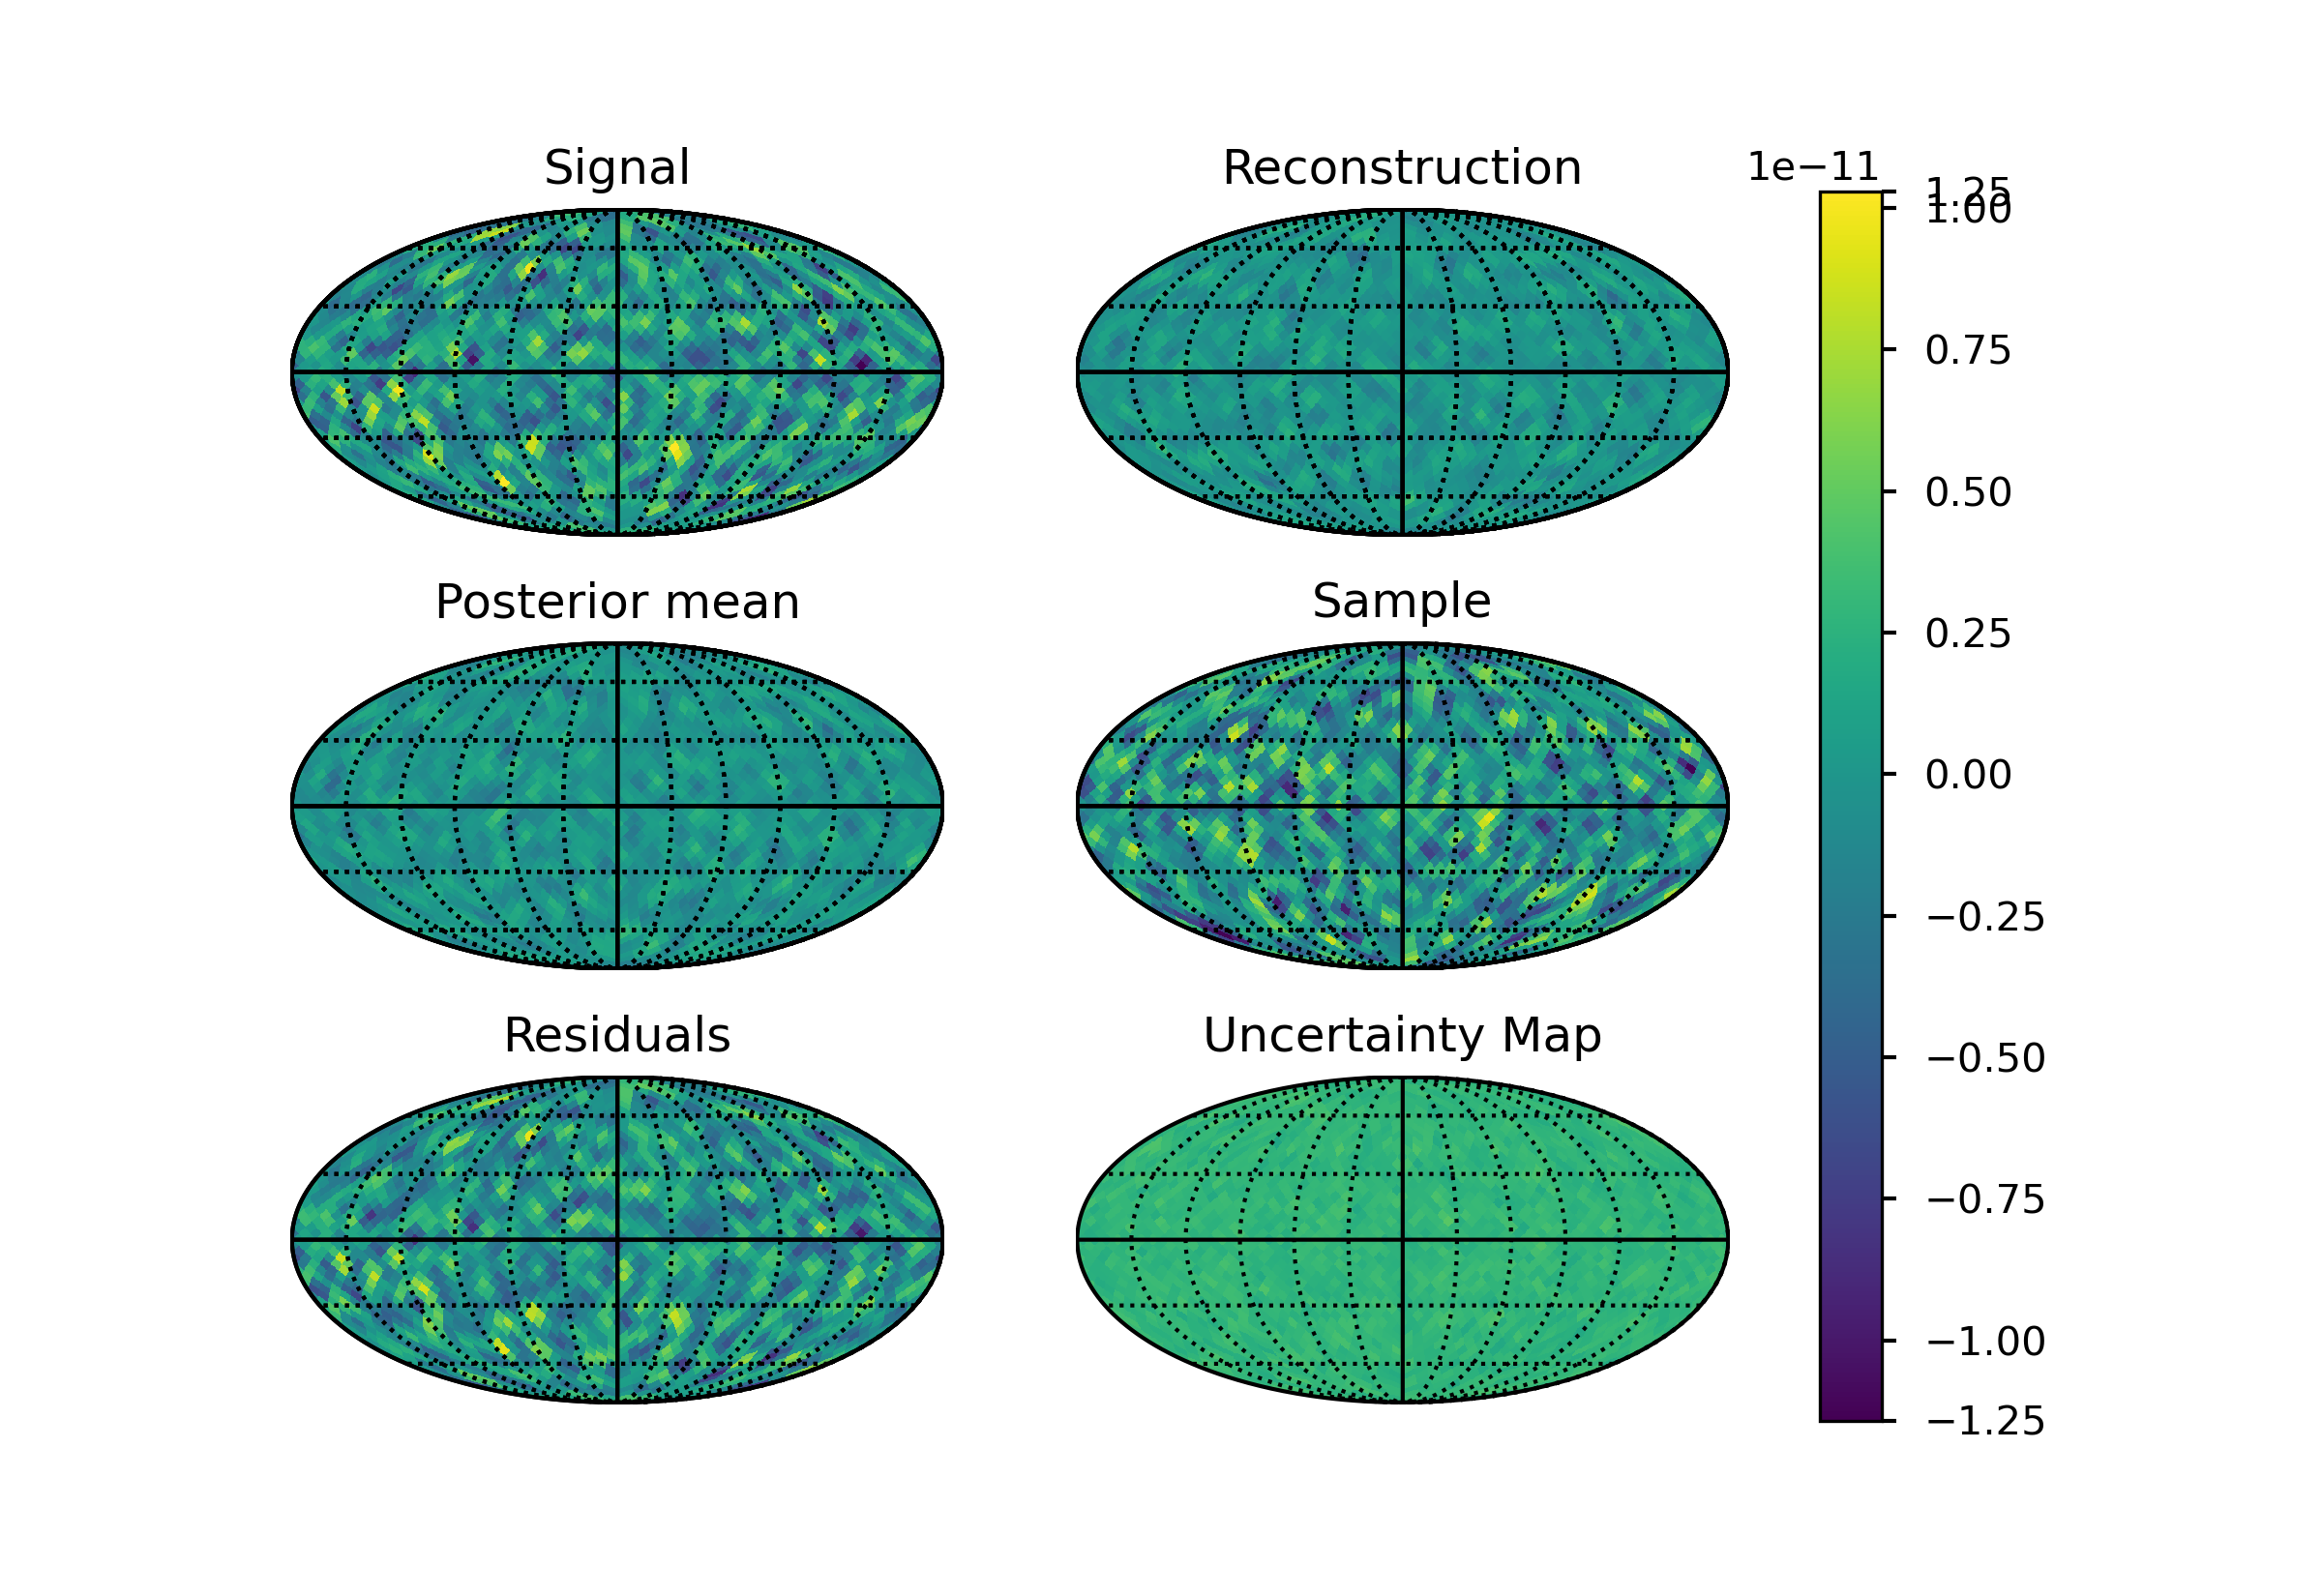 Signal
Reconstruction
1e−11
1.25
1.00
0.75
0.50
0.25
0.00
−0.25
−0.50
−0.75
−1.00
−1.25
Posterior mean
Sample
Residuals
Uncertainty Map